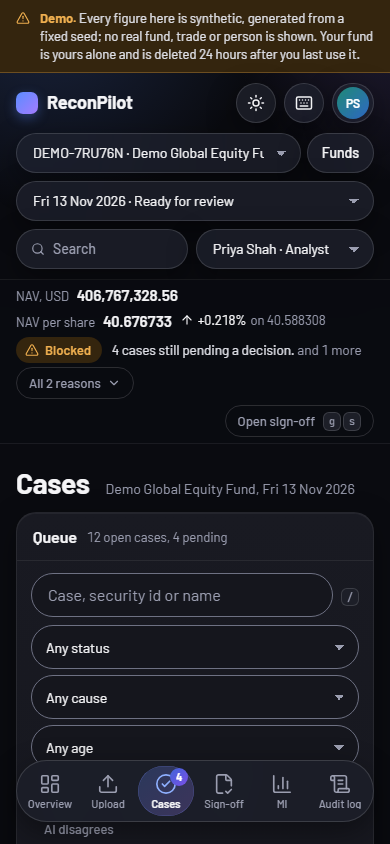 Demo. Every figure here is synthetic, generated from a
fixed seed; no real fund, trade or person is shown. Your fund
is yours alone and is deleted 24 hours after you last use it.
ReconPilot
PS
DEMO-7RU76N · Demo Global Equity Fu
Funds
Fri 13 Nov 2026 · Ready for review
Search
Priya Shah · Analyst
NAV, USD 406,767,328.56
NAV per share 40.676733 ↑ +0.218% on 40.588308
Blocked 4 cases still pending a decision. and 1 more
All 2 reasons
Open sign-off g s
Cases Demo Global Equity Fund, Fri 13 Nov 2026
Queue 12 open cases, 4 pending
Case, security id or name /
Any status
Any cause
Any age
4
Overview Upload Cases Sign-off MI Audit log
AI disagrees